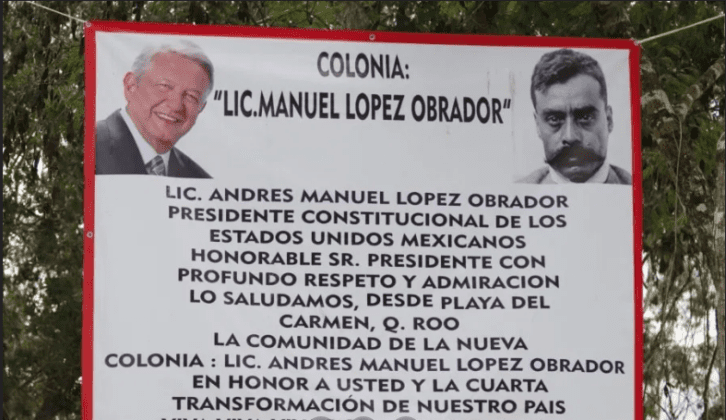 COLONIA:
"LIC.MANUEL LOPEZ OBRADOR"
LIC. ANDRES MANUEL LOPEZ OBRADOR
PRESIDENTE CONSTITUCIONAL DE LOS
ESTADOS UNIDOS MEXICANOS
HONORABLE SR. PRESIDENTE CON
PROFUNDO RESPETO Y ADMIRACION
LO SALUDAMOS, DESDE PLAYA DEL
CARMEN, Q. ROO
LA COMUNIDAD DE LA NUEVA
COLONIA : LIC. ANDRES MANUEL LOPEZ OBRADOR
EN HONOR A USTED Y LA CUARTA
TRANSFORMACIÓN DE NUESTRO PAIS